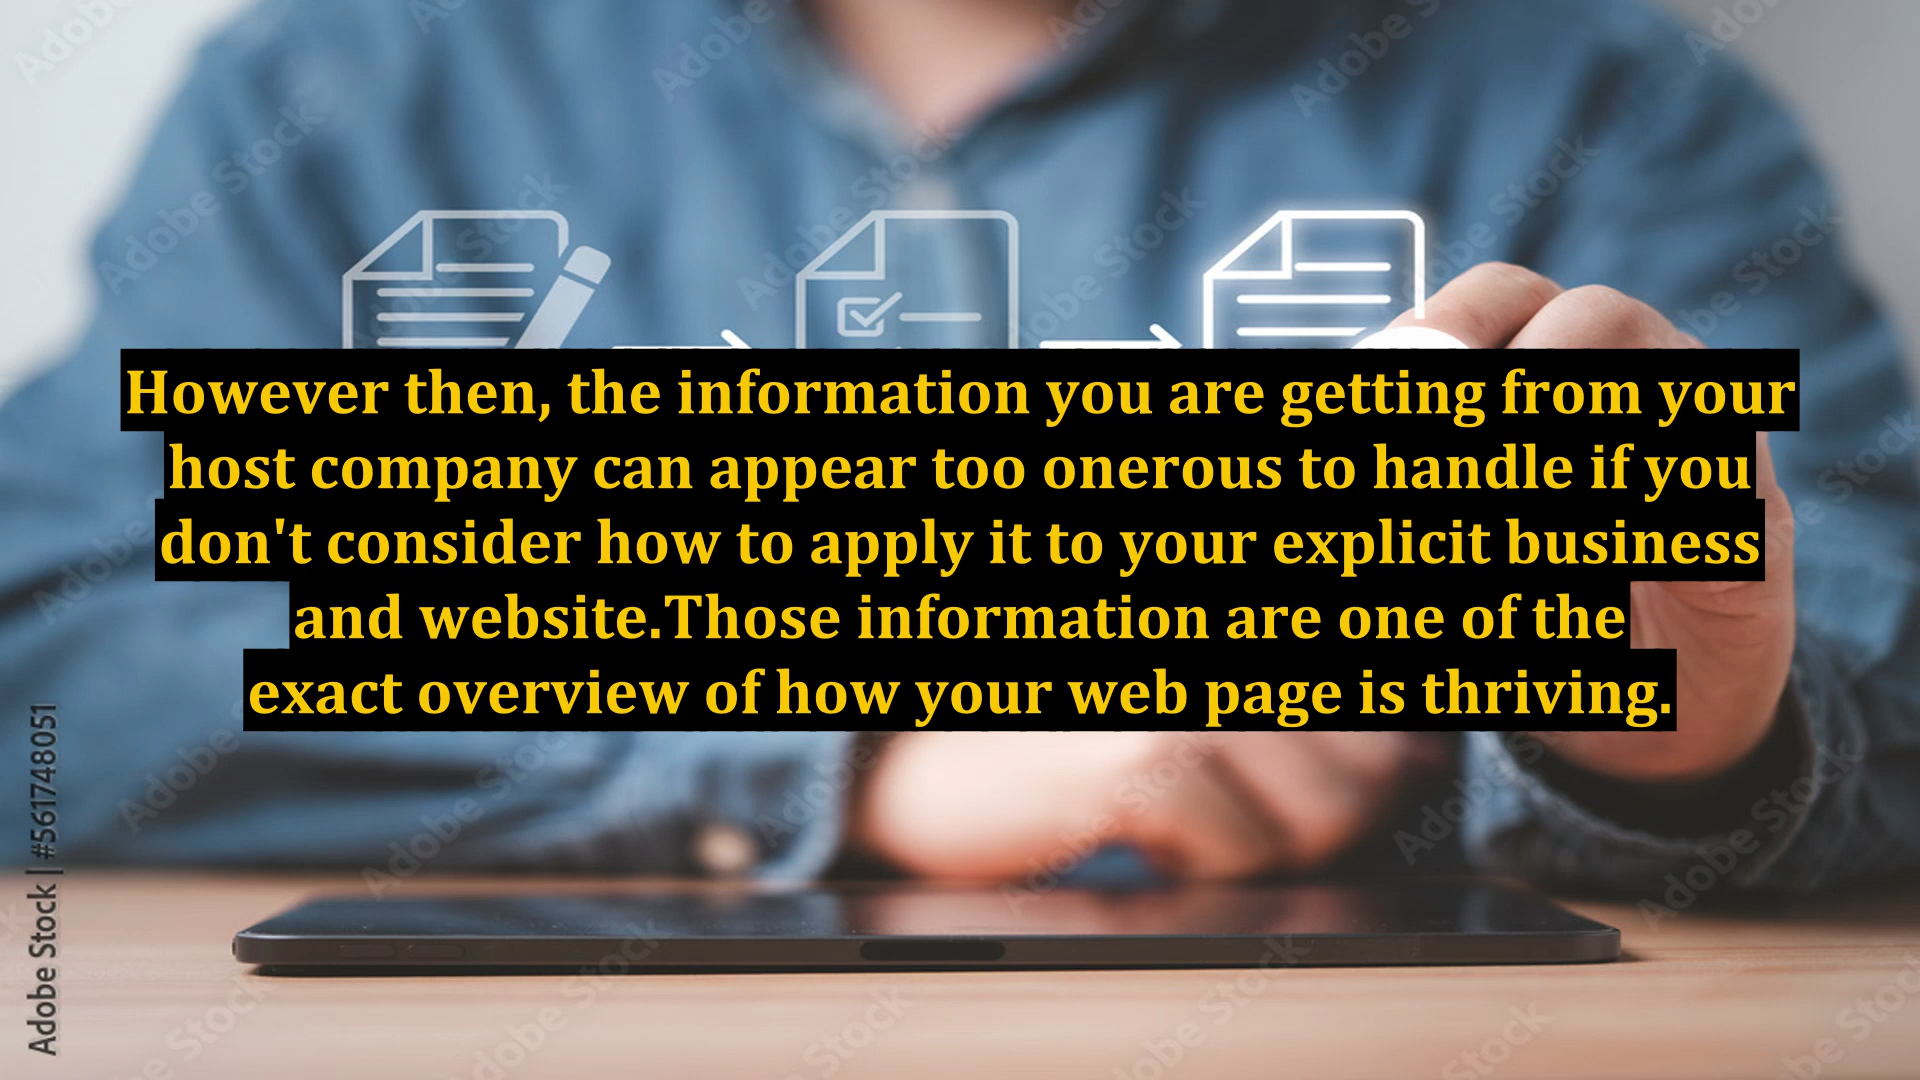 However then, the information you are getting from your
host company can appear too onerous to handle if you
don't consider how to apply it to your explicit business
and website.Those information are one of the
exact overview of how your web page is thriving.
Adobe Stock | #561748051
Adobe Stock